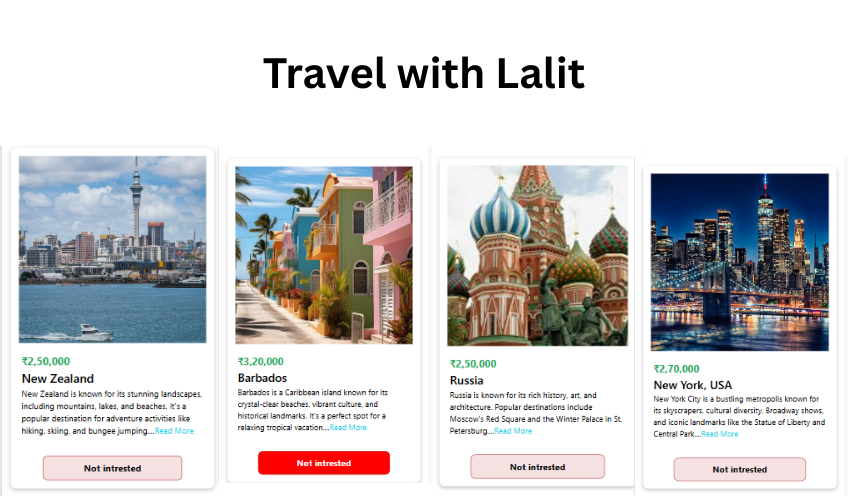 Travel with Lalit
₹2,50,000
New Zealand
New Zealand is known for its stunning landscapes,
including mountains, lakes, and beaches. It's a
popular destination for adventure activities like
hiking, skiing, and bungee jumping....Read More
Not intrested
₹3,20,000
Barbados
Barbados is a Caribbean island known for its
crystal-clear beaches, vibrant culture, and
historical landmarks. It's a perfect spot for a
relaxing tropical vacation....Read More
Not intrested
₹2,50,000
Russia
Russia is known for its rich history, art, and
architecture. Popular destinations include
Moscow's Red Square and the Winter Palace in St.
Petersburg....Read More
Not intrested
₹2,70,000
New York, USA
New York City is a bustling metropolis known for
its skyscrapers, cultural diversity, Broadway shows,
and iconic landmarks like the Statue of Liberty and
Central Park....Read More
Not intrested